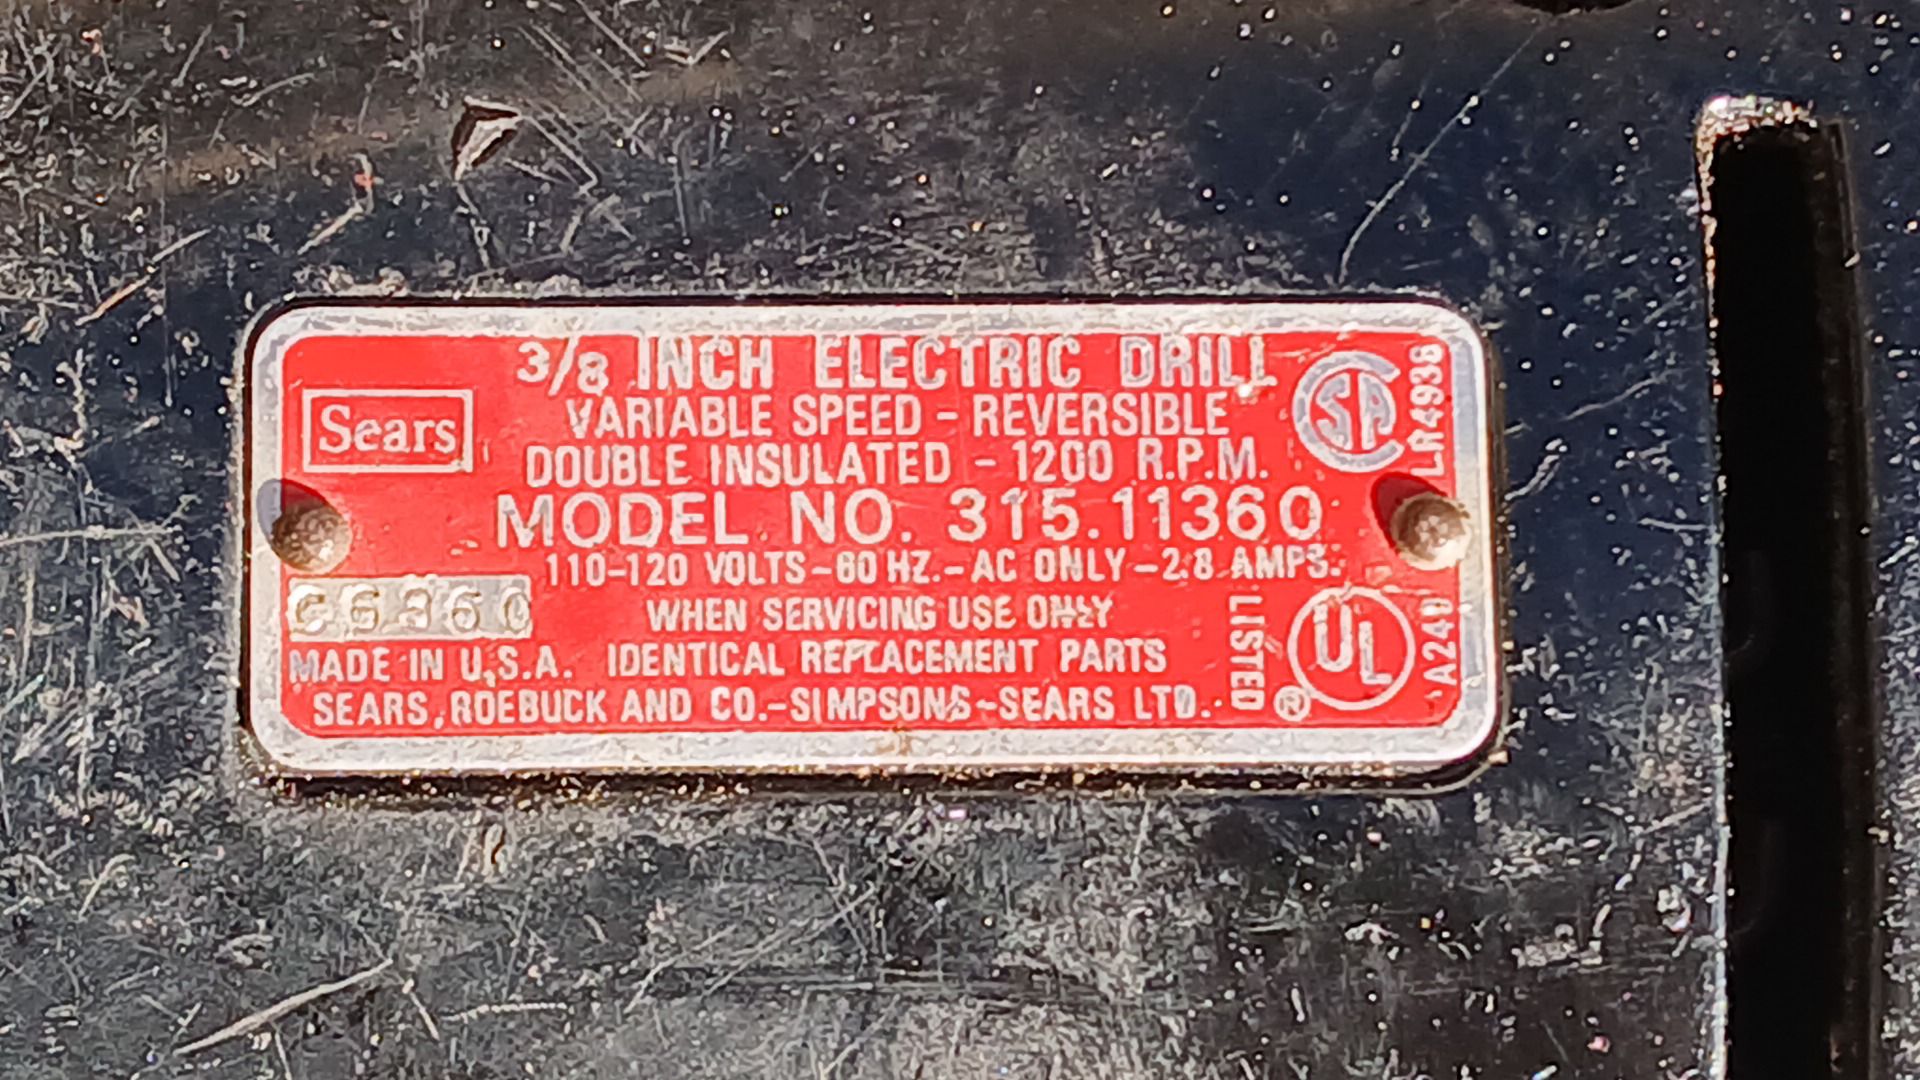 3/8 INCH ELECTRIC DRILL
Sears
VARIABLE SPEED - REVERSIBLE
DOUBLE INSULATED - 1200 R.P.M.
MODEL NO. 315.11360
110-120 VOLTS-60 HZ.-AC ONLY-2.8 AMPS.
WHEN SERVICING USE ONLY
MADE IN U.S.A. IDENTICAL REPLACEMENT PARTS
SEARS, ROEBUCK AND CO.-SIMPSONS-SEARS LTD.
SA
LR4938
LISTED
UL
®